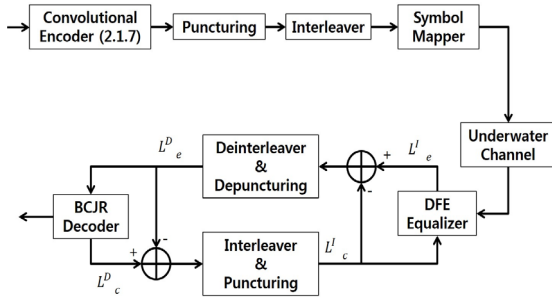 Convolutional
Encoder (2.1.7)
Puncturing
Interleaver
Symbol
Mapper
Underwater
Channel
DFE
Equalizer
L^I_e
+
-
Deinterleaver
&
Depuncturing
L^D_e
BCJR
Decoder
L^D_c
+
-
Interleaver
&
Puncturing
L^I_c